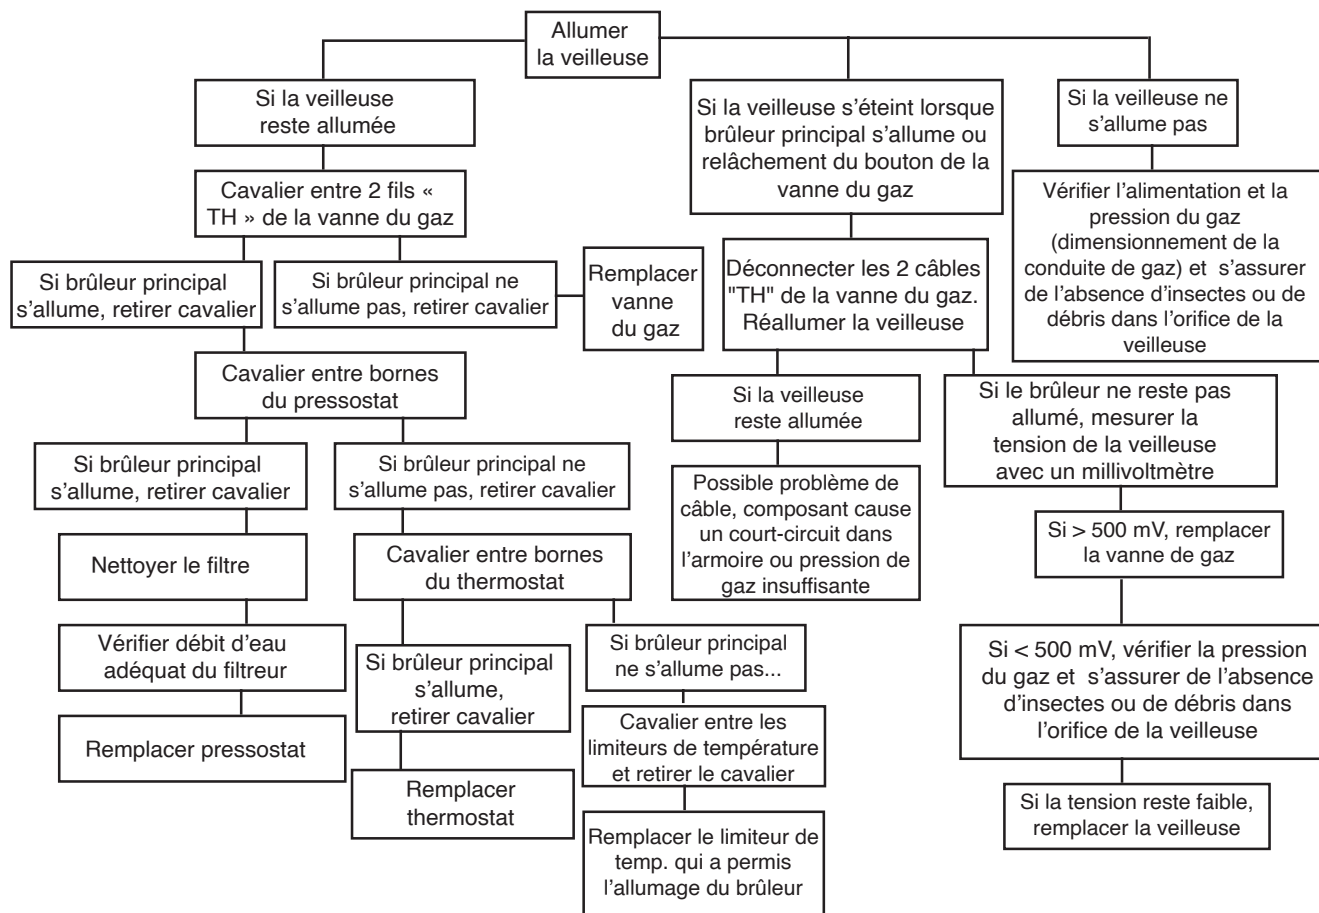 Allumer
la veilleuse
Si la veilleuse
reste allumée
Si la veilleuse s'éteint lorsque
brûleur principal s'allume ou
relâchement du bouton de la
vanne du gaz
Si la veilleuse ne
s'allume pas
Cavalier entre 2 fils «
TH » de la vanne du gaz
Vérifier l'alimentation et la
pression du gaz
(dimensionnement de la
conduite de gaz) et s'assurer
de l'absence d'insectes ou de
débris dans l'orifice de la
veilleuse
Si brûleur principal
s'allume, retirer cavalier
Si brûleur principal ne
s'allume pas, retirer cavalier
Remplacer
vanne
du gaz
Déconnecter les 2 câbles
"TH" de la vanne du gaz.
Réallumer la veilleuse
Cavalier entre bornes
du pressostat
Si la veilleuse
reste allumée
Si le brûleur ne reste pas
allumé, mesurer la
tension de la veilleuse
avec un millivoltmètre
Si brûleur principal
s'allume, retirer cavalier
Si brûleur principal ne
s'allume pas, retirer cavalier
Possible problème de
câble, composant cause
un court-circuit dans
l'armoire ou pression de
gaz insuffisante
Si > 500 mV, remplacer
la vanne de gaz
Nettoyer le filtre
Cavalier entre bornes
du thermostat
Vérifier débit d'eau
adéquat du filtreur
Si brûleur principal
s'allume,
retirer cavalier
Si brûleur principal
ne s'allume pas...
Si < 500 mV, vérifier la pression
du gaz et s'assurer de l'absence
d'insectes ou de débris dans
l'orifice de la veilleuse
Remplacer pressostat
Cavalier entre les
limiteurs de température
et retirer le cavalier
Remplacer
thermostat
Si la tension reste faible,
remplacer la veilleuse
Remplacer le limiteur de
temp. qui a permis
l'allumage du brûleur